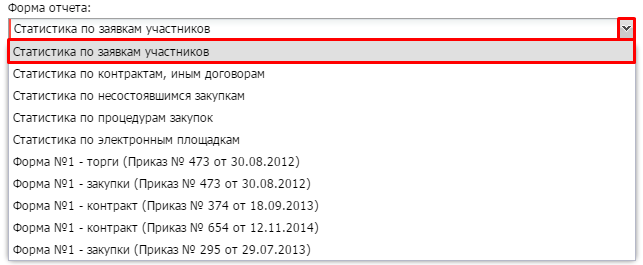 Форма отчета:
Статистика по заявкам участников
Статистика по заявкам участников
Статистика по контрактам, иным договорам
Статистика по несостоявшимся закупкам
Статистика по процедурам закупок
Статистика по электронным площадкам
Форма №1 - торги (Приказ № 473 от 30.08.2012)
Форма №1 - закупки (Приказ № 473 от 30.08.2012)
Форма №1 - контракт (Приказ № 374 от 18.09.2013)
Форма №1 - контракт (Приказ № 654 от 12.11.2014)
Форма №1 - закупки (Приказ № 295 от 29.07.2013)